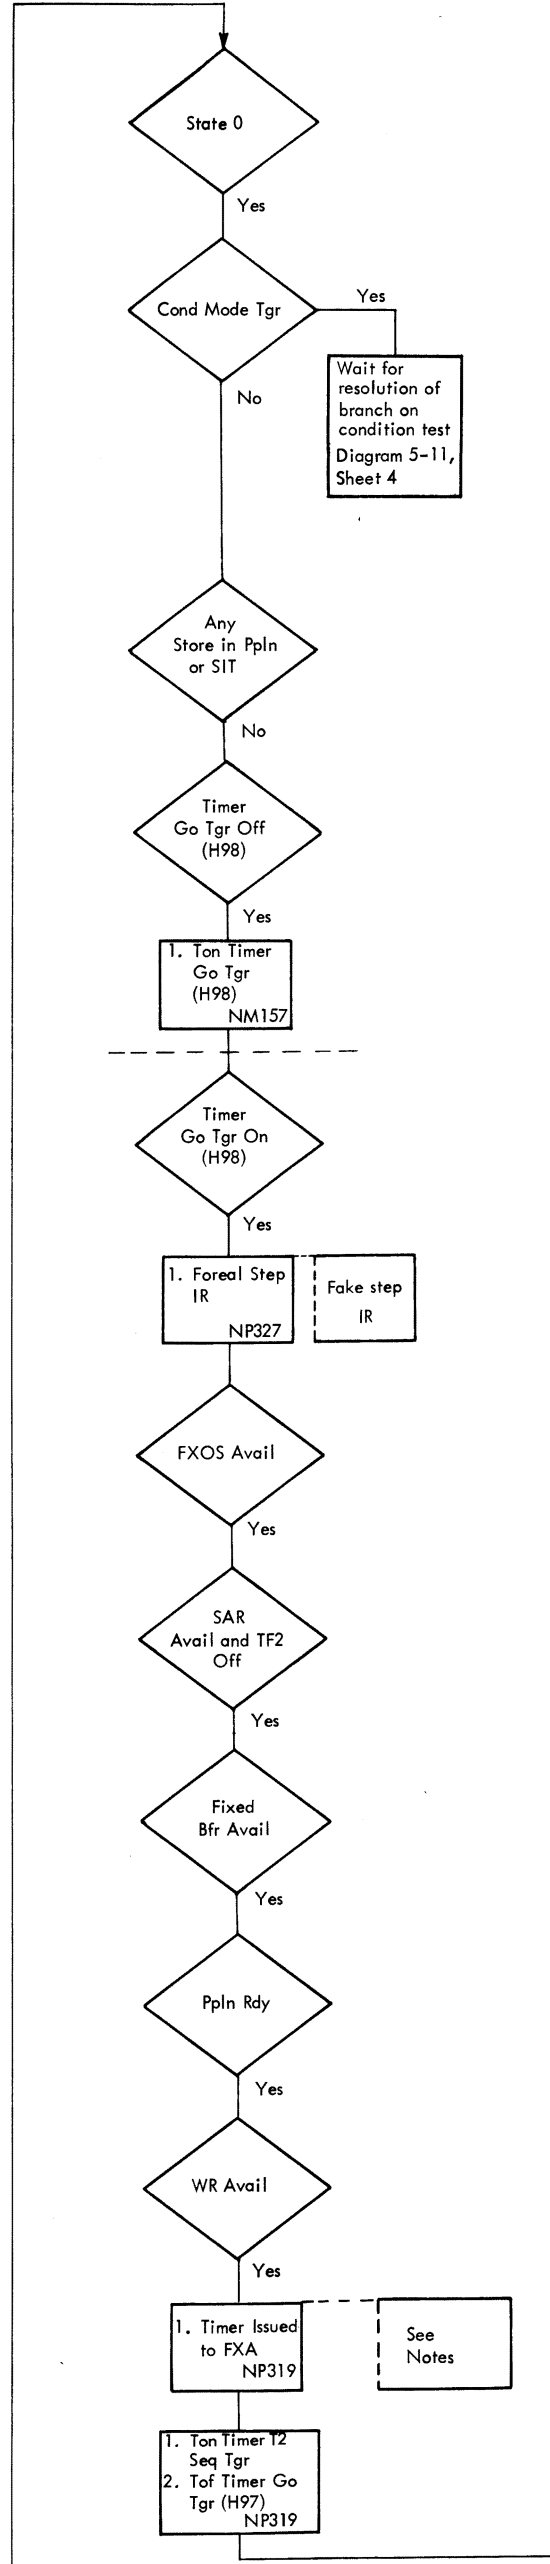 State 0
Yes
Cond Mode Tgr
Yes
Wait for
resolution of
branch on
condition test
Diagram 5-11,
Sheet 4
No
Any
Store in Ppln
or SIT
No
Timer
Go Tgr Off
(H98)
Yes
1. Ton Timer
Go Tgr
(H98)
NM157
Timer
Go Tgr On
(H98)
Yes
1. Foreal Step
IR
NP327
Fake step
IR
FXOS Avail
Yes
SAR
Avail and TF2
Off
Yes
Fixed
Bfr Avail
Yes
Ppln Rdy
Yes
WR Avail
Yes
1. Timer Issued
to FXA
NP319
See
Notes
1. Ton Timer T2
Seq Tgr
2. Tof Timer Go
Tgr (H97)
NP319